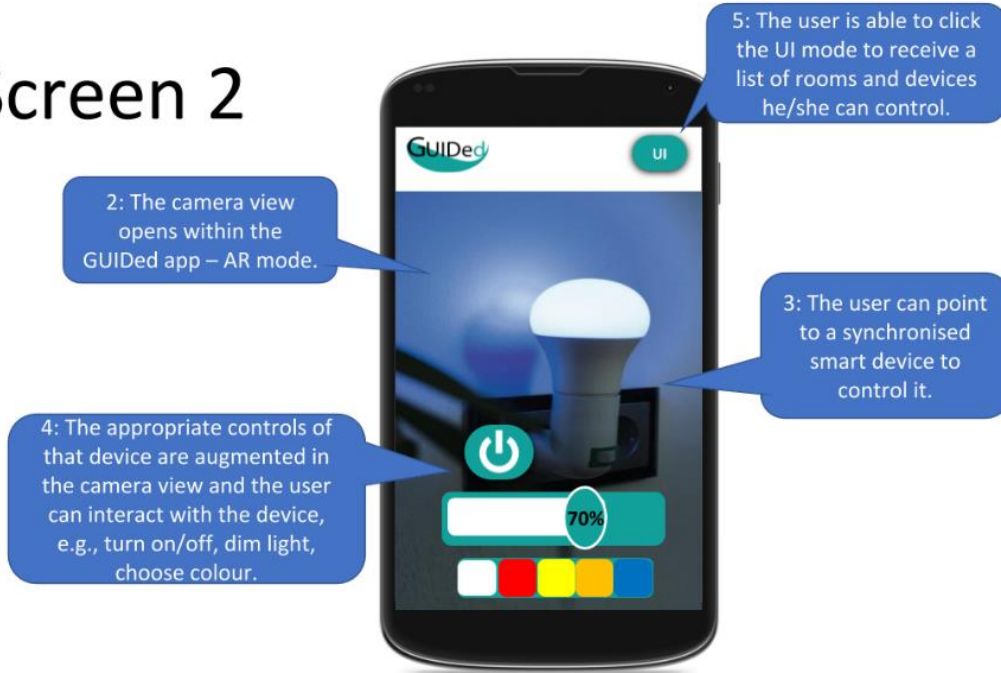 Screen 2
5: The user is able to click
the UI mode to receive a
list of rooms and devices
he/she can control.
GUIDed
UI
2: The camera view
opens within the
GUIDed app – AR mode.
3: The user can point
to a synchronised
smart device to
control it.
4: The appropriate controls of
that device are augmented in
the camera view and the user
can interact with the device,
e.g., turn on/off, dim light,
choose colour.
70%